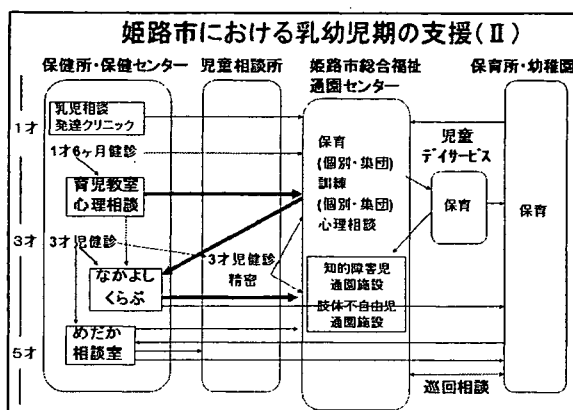 姫路市における乳幼児期の支援(Ⅱ)
保健所・保健センター
児童相談所
姫路市総合福祉
通園センター
保育所・幼稚園
1才
3才
5才
乳児相談
発達クリニック
1才6ヶ月健診
育児教室
心理相談
3才児健診
なかよし
くらぶ
めだか
相談室
3才児健診
精密
保育
(個別・集団)
訓練
(個別・集団)
心理相談
知的障害児
通園施設
肢体不自由児
通園施設
児童
デイサービス
保育
保育
巡回相談